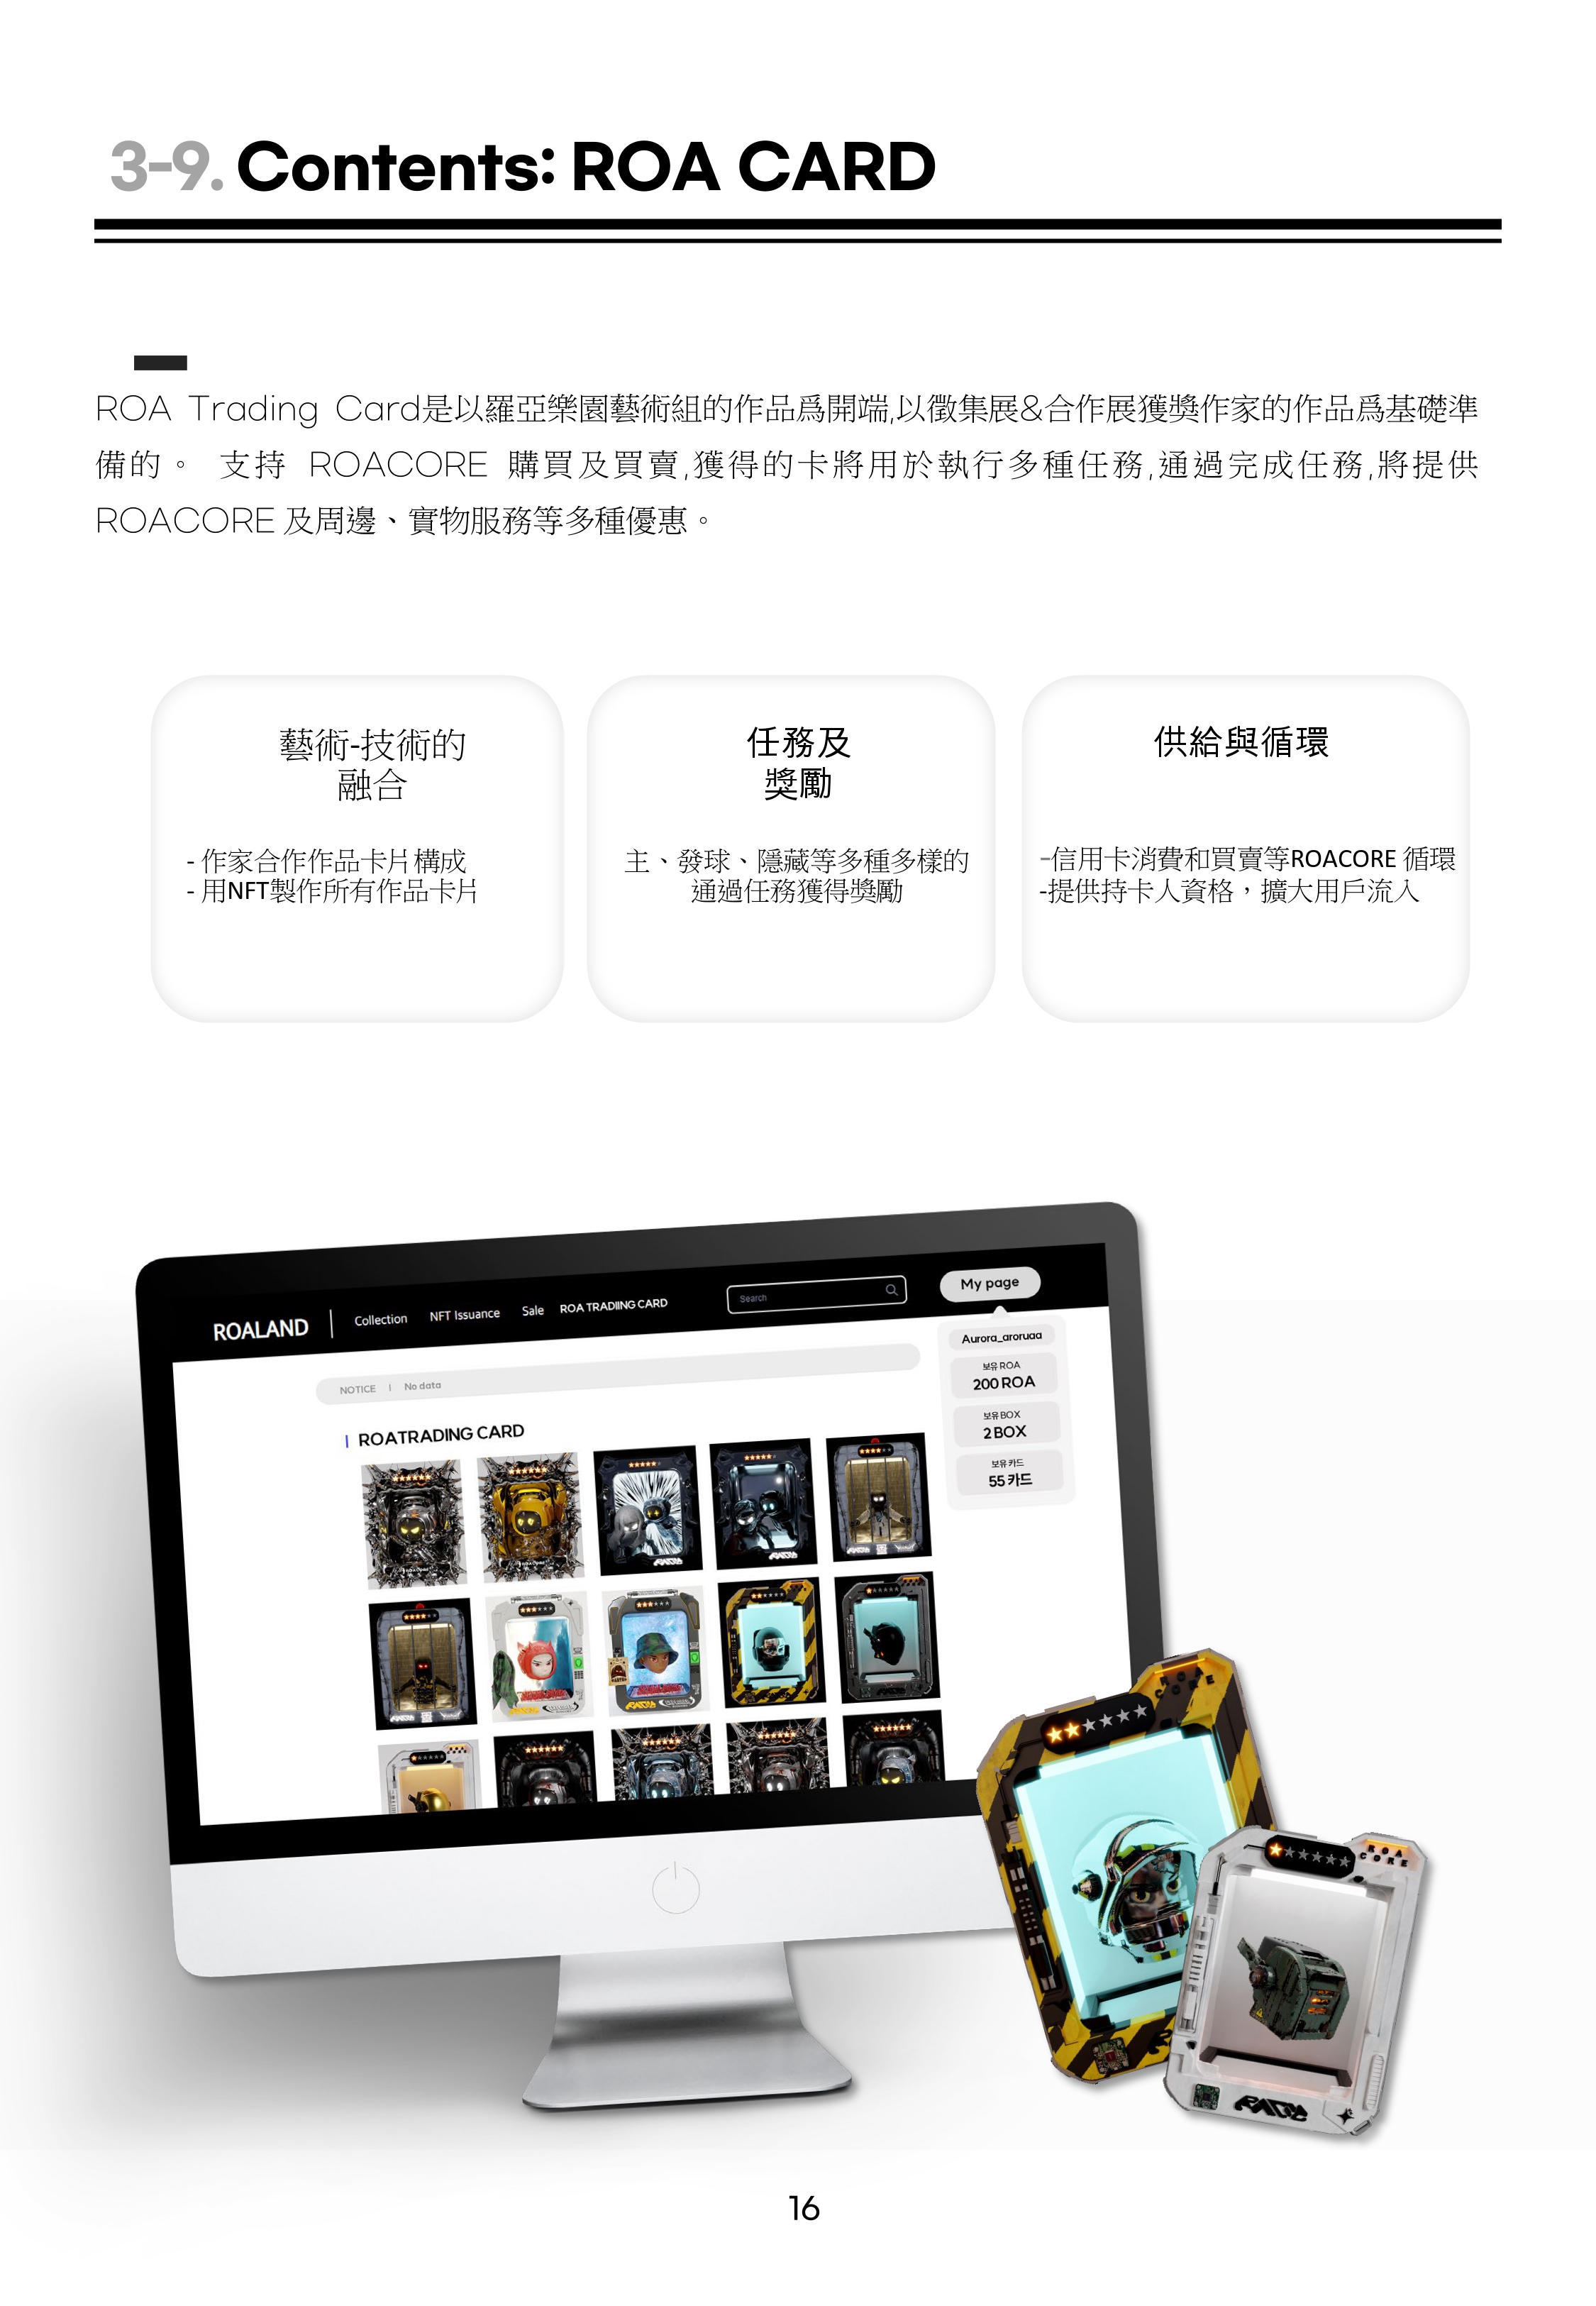 3-9. Contents: ROA CARD
ROA Trading Card是以羅亞樂園藝術組的作品爲開端,以徵集展&合作展獲獎作家的作品爲基礎準
備的。 支持 ROACORE 購買及買賣,獲得的卡將用於執行多種任務,通過完成任務,將提供
ROACORE 及周邊、實物服務等多種優惠。
藝術-技術的
融合
- 作家合作作品卡片構成
- 用NFT製作所有作品卡片
任務及
獎勵
主、發球、隱藏等多種多樣的
通過任務獲得獎勵
供給與循環
-信用卡消費和買賣等ROACORE 循環
-提供持卡人資格，擴大用戶流入
ROALAND
Collection
NFT Issuance
Sale
ROA TRADIING CARD
Search
My page
Aurora_aroruaa
보유 ROA
200 ROA
보유 BOX
2 BOX
보유 카드
55 카드
NOTICE | No data
ROATRADING CARD
ROA
CORE
ROA
CORE
16